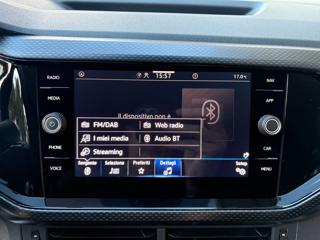 RADIO
MEDIA
PHONE
VOICE
15:57
17.0°C
Il dispositivo non è
FM/DAB
Web radio
I miei media
Audio BT
Streaming
Sorgente
Selezione
Preferiti
Dettagli
Setup
NAV
APP
CAR
MENU